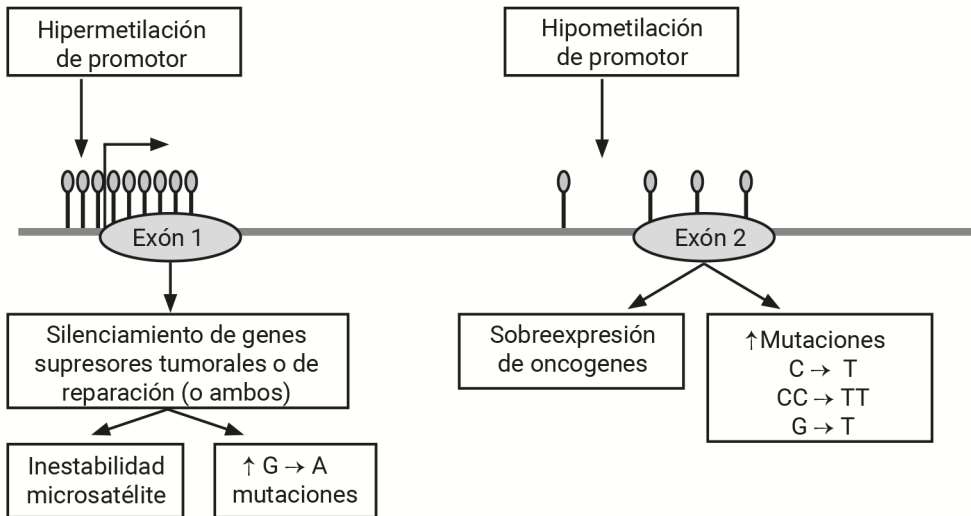 Hipermetilación
de promotor
Hipometilación
de promotor
Exón 1
Exón 2
Silenciamiento de genes
supresores tumorales o de
reparación (o ambos)
Sobreexpresión
de oncogenes
↑Mutaciones
C → T
CC → TT
G → T
Inestabilidad
microsatélite
↑ G → A
mutaciones